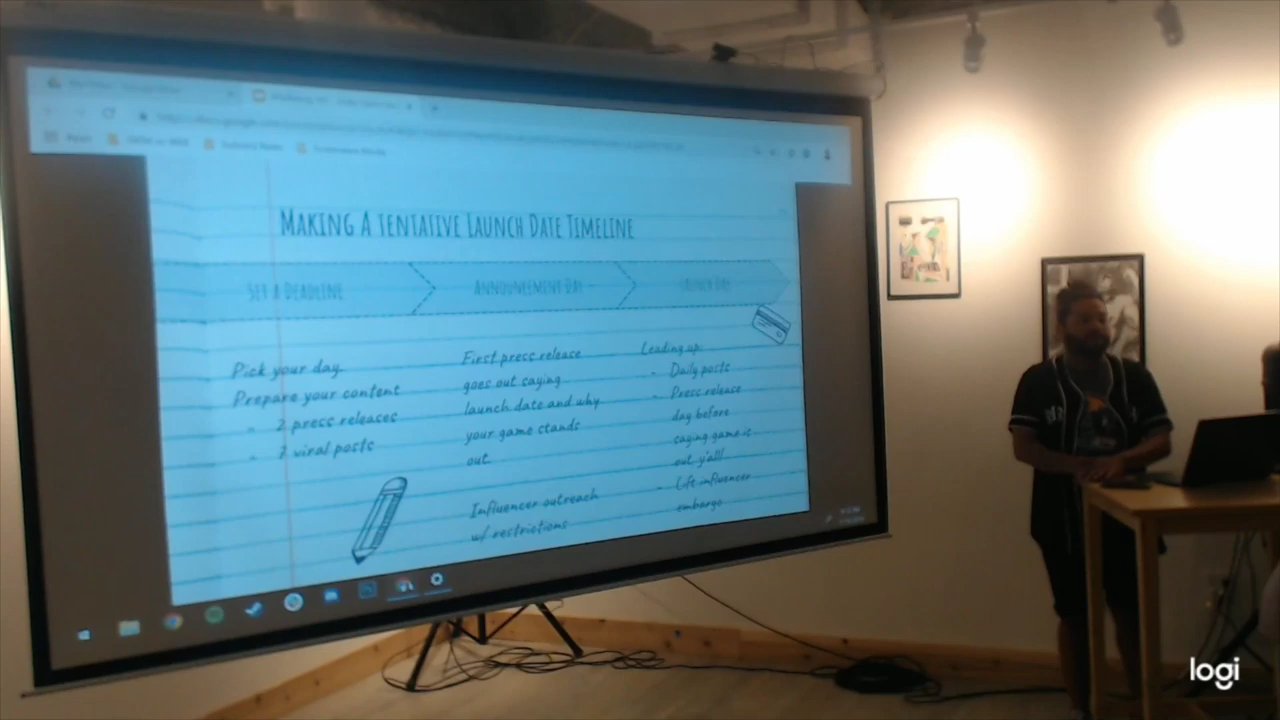 MAKING A TENTATIVE LAUNCH DATE TIMELINE
SET A DEADLINE
ANNOUNCEMENT DAY
LAUNCH DAY
Pick your day.
Prepare your content
- 2 press releases
- 2 viral posts
First press release
goes out saying
launch date and why
your game stands
out.
Influencer outreach
w/ restrictions
Leading up:
- Daily posts
- Press release
day before
saying game is
out, y'all!
- Lift influencer
embargo
logi